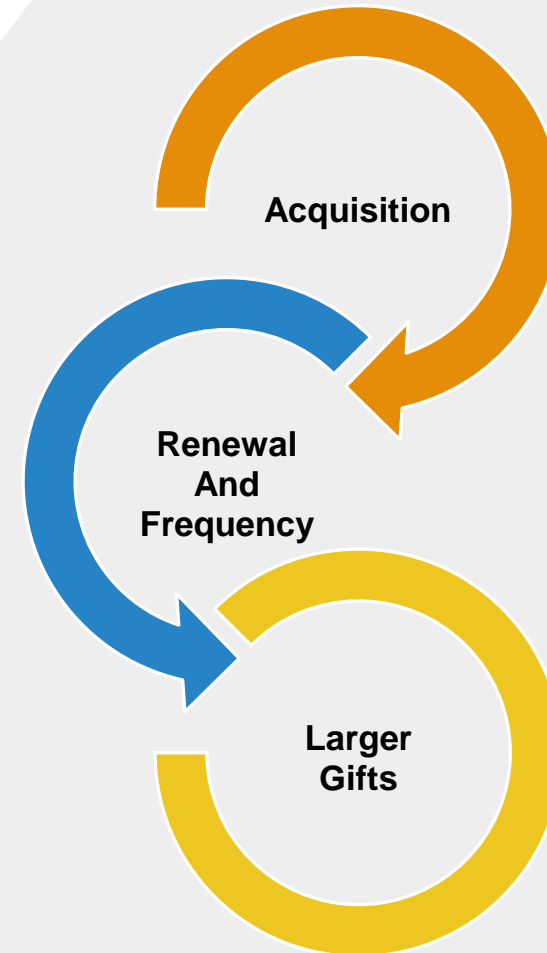 Acquisition
Renewal
And
Frequency
Larger
Gifts